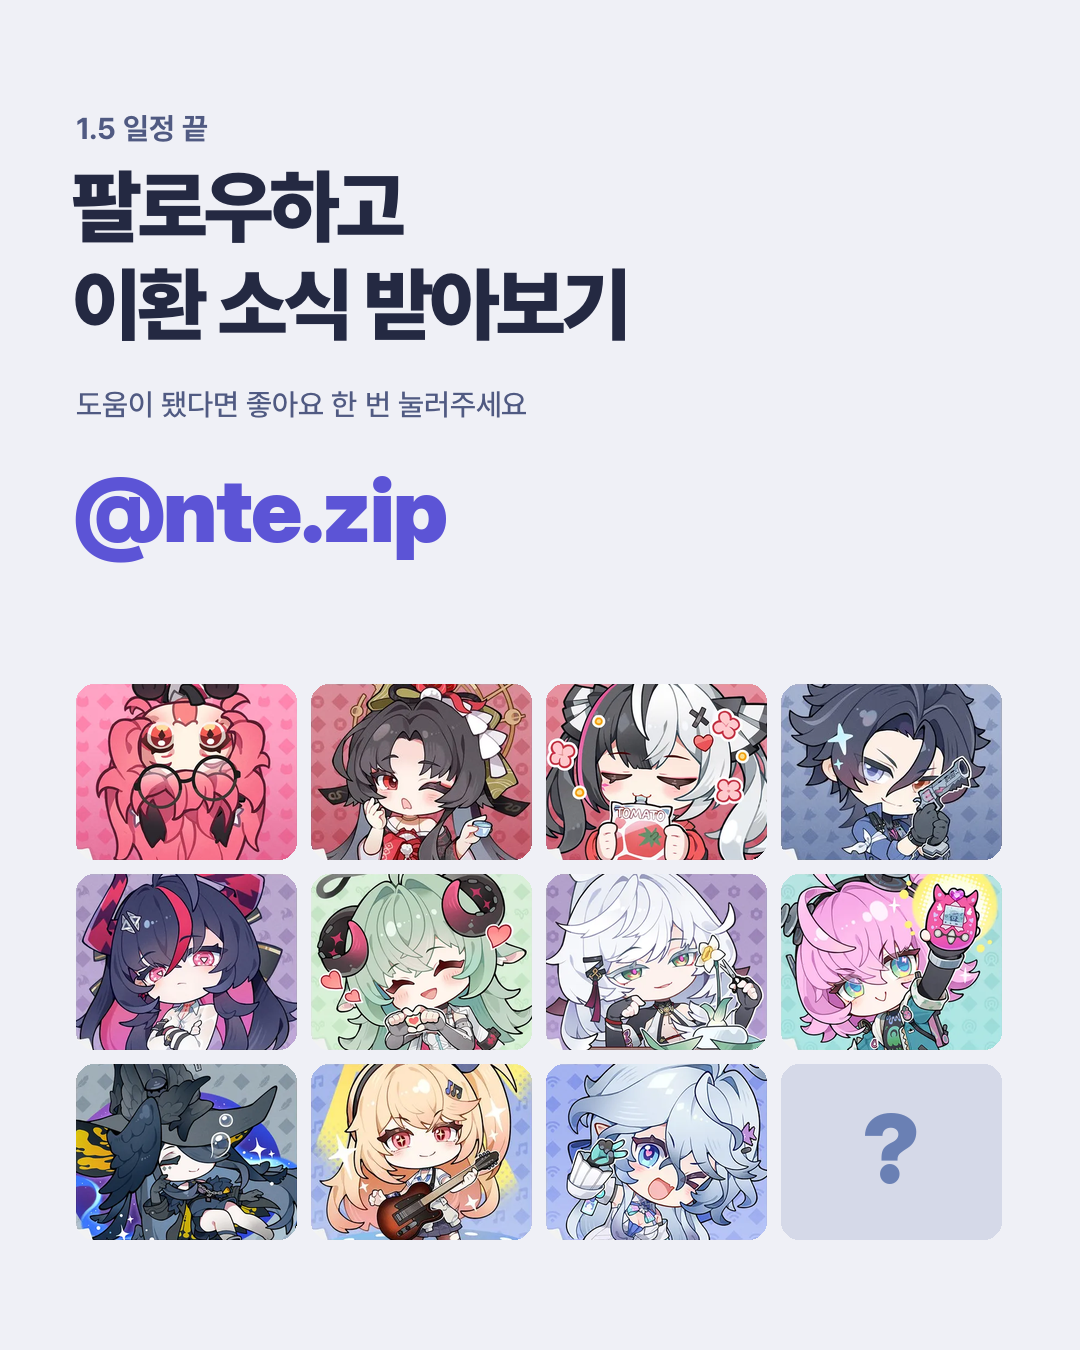 1.5 일정 끝
팔로우하고
이환 소식 받아보기
도움이 됐다면 좋아요 한 번 눌러주세요
@nte.zip
TOMATO
?